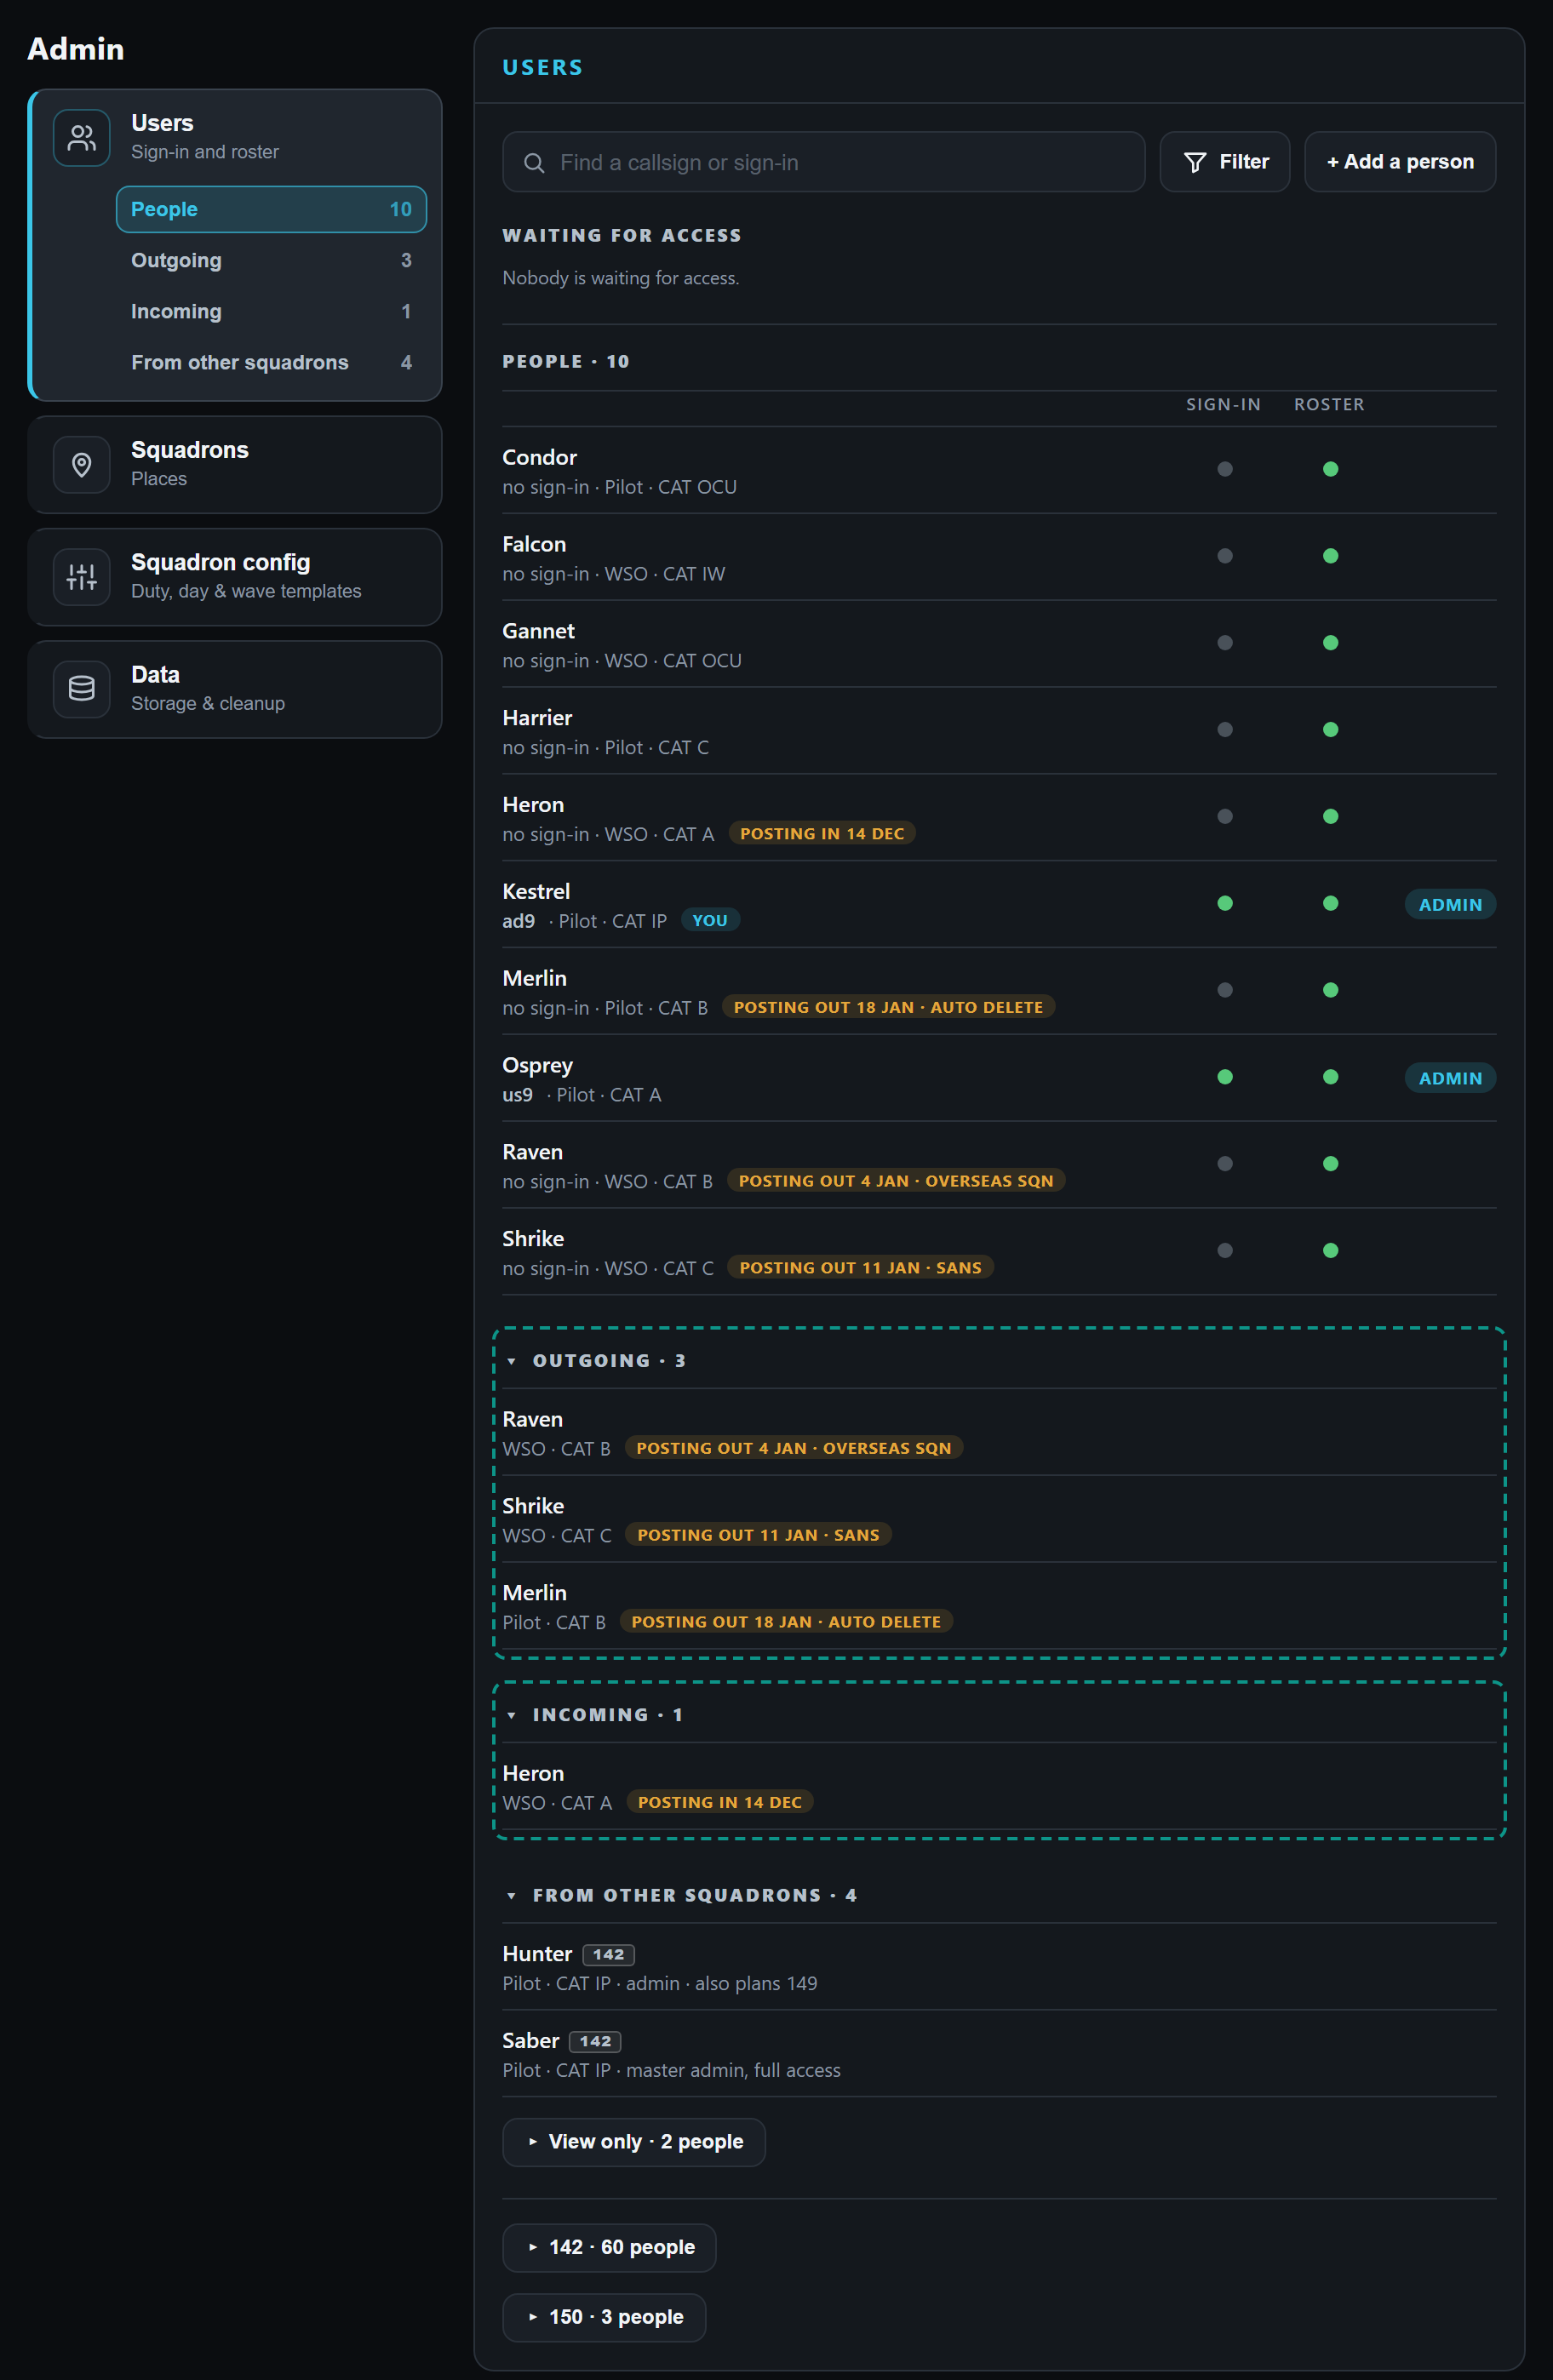 Admin
Users
Sign-in and roster
People 10
Outgoing 3
Incoming 1
From other squadrons 4
Squadrons
Places
Squadron config
Duty, day & wave templates
Data
Storage & cleanup
USERS
Find a callsign or sign-in
Filter
+ Add a person
WAITING FOR ACCESS
Nobody is waiting for access.
PEOPLE · 10
SIGN-IN ROSTER
Condor
no sign-in · Pilot · CAT OCU
Falcon
no sign-in · WSO · CAT IW
Gannet
no sign-in · WSO · CAT OCU
Harrier
no sign-in · Pilot · CAT C
Heron
no sign-in · WSO · CAT A POSTING IN 14 DEC
Kestrel
ad9 · Pilot · CAT IP YOU
ADMIN
Merlin
no sign-in · Pilot · CAT B POSTING OUT 18 JAN · AUTO DELETE
Osprey
us9 · Pilot · CAT A
ADMIN
Raven
no sign-in · WSO · CAT B POSTING OUT 4 JAN · OVERSEAS SQN
Shrike
no sign-in · WSO · CAT C POSTING OUT 11 JAN · SANS
▾ OUTGOING · 3
Raven
WSO · CAT B POSTING OUT 4 JAN · OVERSEAS SQN
Shrike
WSO · CAT C POSTING OUT 11 JAN · SANS
Merlin
Pilot · CAT B POSTING OUT 18 JAN · AUTO DELETE
▾ INCOMING · 1
Heron
WSO · CAT A POSTING IN 14 DEC
▾ FROM OTHER SQUADRONS · 4
Hunter 142
Pilot · CAT IP · admin · also plans 149
Saber 142
Pilot · CAT IP · master admin, full access
▸ View only · 2 people
▸ 142 · 60 people
▸ 150 · 3 people